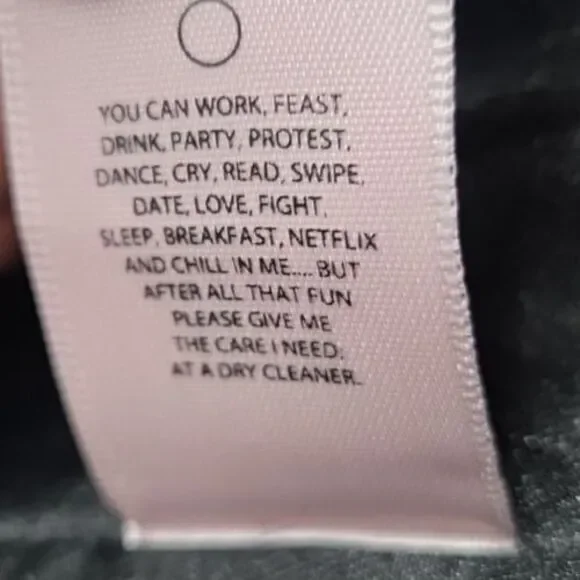 YOU CAN WORK, FEAST,
DRINK, PARTY, PROTEST,
DANCE, CRY, READ, SWIPE,
DATE, LOVE, FIGHT,
SLEEP, BREAKFAST, NETFLIX
AND CHILL IN ME.... BUT
AFTER ALL THAT FUN
PLEASE GIVE ME
THE CARE I NEED:
AT A DRY CLEANER.